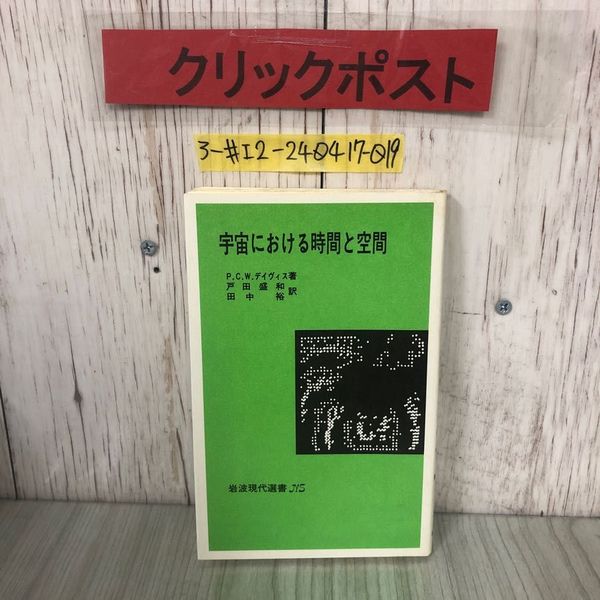 クリックポスト
3-#I2-240417-019
宇宙における時間と空間
P.C.W.デイヴィス著
戸田盛和
田中裕訳
岩波現代選書 NS